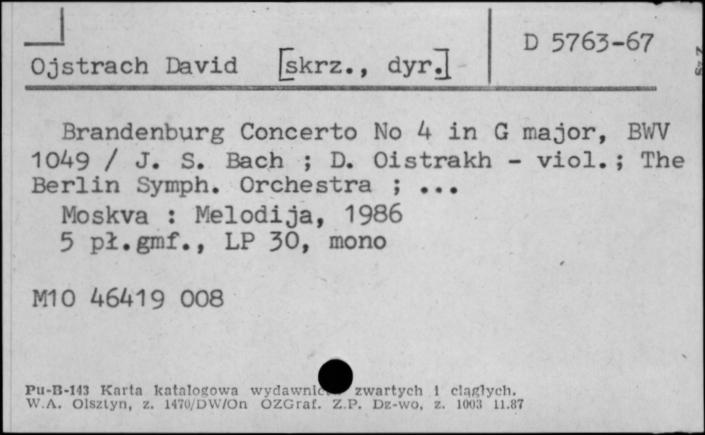 D 5763-67
Ojstrach David [skrz., dyr.]
Brandenburg Concerto No 4 in G major, BWV
1049 / J. S. Bach ; D. Oistrakh - viol.; The
Berlin Symph. Orchestra ; ...
Moskva : Melodija, 1986
5 pł.gmf., LP 30, mono
M10 46419 008
Pu-B-143 Karta katalogowa zwartych i ciągłych.
W.A. Olsztyn, z. 1470/DW/On OZGraf. Z.P. Dz-wo, z. 1003 11.87